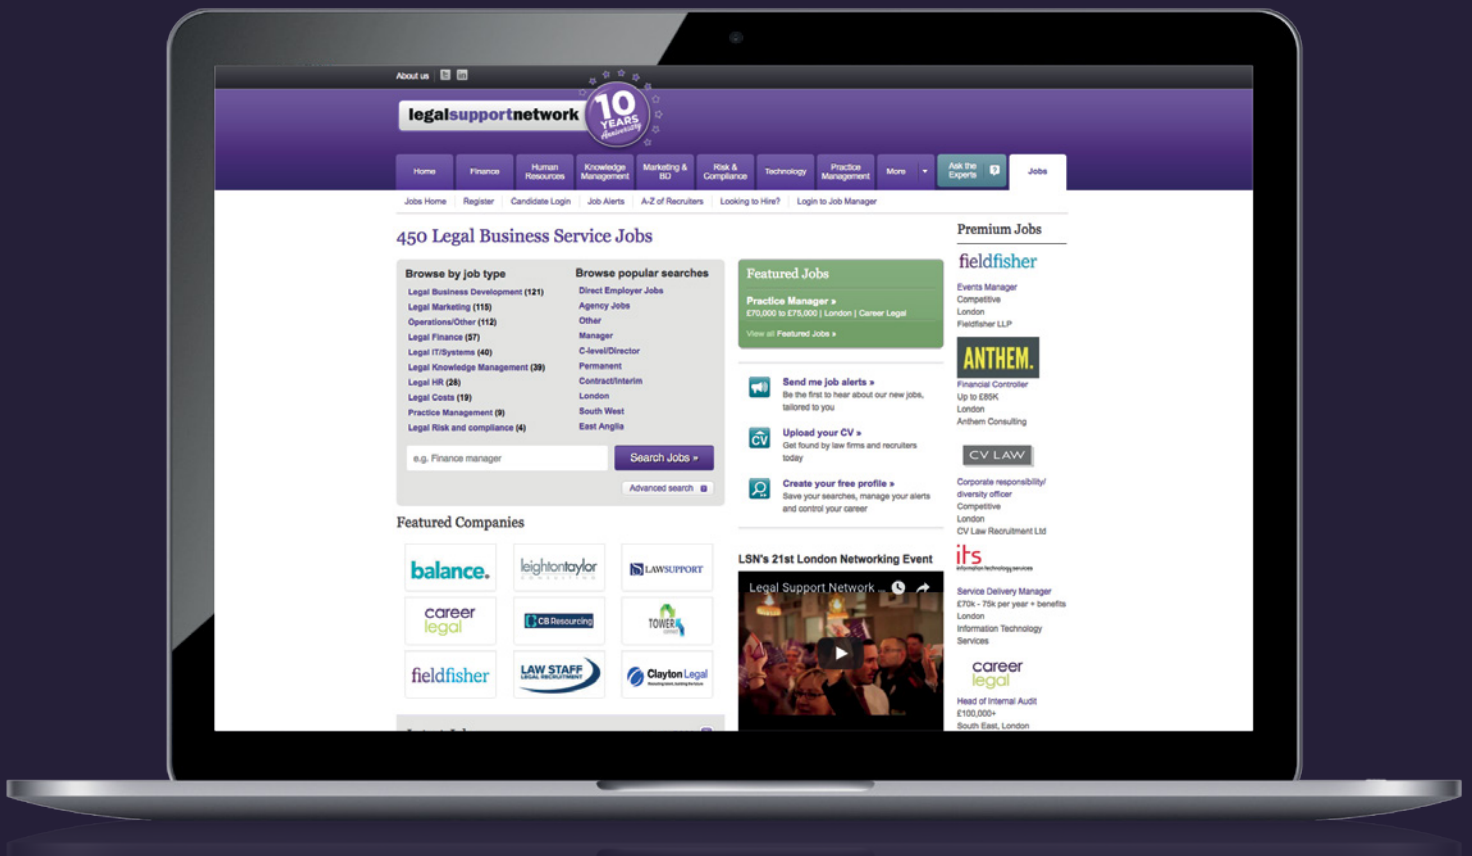 About us
legalsupportnetwork
10
YEARS
Anniversary
Home
Finance
Human
Resources
Knowledge
Management
Marketing &
BD
Risk &
Compliance
Technology
Practice
Management
More
Ask the
Experts
Jobs
Jobs Home
Register
Candidate Login
Job Alerts
A-Z of Recruiters
Looking to Hire?
Login to Job Manager
450 Legal Business Service Jobs
Browse by job type
Legal Business Development (121)
Legal Marketing (115)
Operations/Other (112)
Legal Finance (57)
Legal IT/Systems (40)
Legal Knowledge Management (39)
Legal HR (28)
Legal Costs (19)
Practice Management (9)
Legal Risk and compliance (4)
Browse popular searches
Direct Employer Jobs
Agency Jobs
Other
Manager
C-level/Director
Permanent
Contract/Interim
London
South West
East Anglia
e.g. Finance manager
Search Jobs »
Advanced search
Featured Companies
balance.
leightontaylor
CONSULTING
LAWSUPPORT
career
legal
CB Resourcing
TOWER
fieldfisher
LAW STAFF
LEGAL RECRUITMENT
Clayton Legal
Featured Jobs
Practice Manager »
£70,000 to £75,000 | London | Career Legal
View all Featured Jobs »
Send me job alerts »
Be the first to hear about our new jobs,
tailored to you
CV
Upload your CV »
Get found by law firms and recruiters
today
Create your free profile »
Save your searches, manage your alerts
and control your career
LSN's 21st London Networking Event
Legal Support Network ...
Premium Jobs
fieldfisher
Events Manager
Competitive
London
Fieldfisher LLP
ANTHEM.
Financial Controller
Up to £85K
London
Anthem Consulting
CV LAW
Corporate responsibility/
diversity officer
Competitive
London
CV Law Recruitment Ltd
its
information technology services
Service Delivery Manager
£70k - 75k per year + benefits
London
Information Technology
Services
career
legal
Head of Internal Audit
£100,000+
South East, London